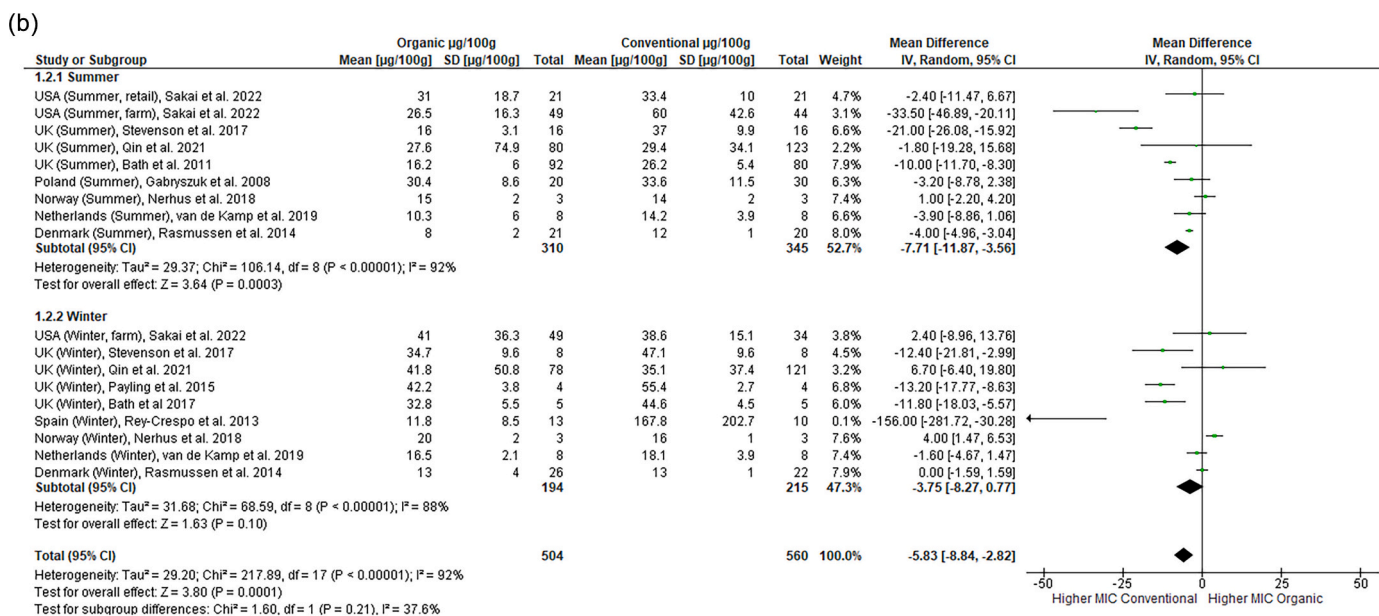 (b)
Organic µg/100g Conventional µg/100g Mean Difference Mean Difference
Study or Subgroup Mean [µg/100g] SD [µg/100g] Total Mean [µg/100g] SD [µg/100g] Total Weight IV, Random, 95% CI IV, Random, 95% CI
1.2.1 Summer
USA (Summer, retail), Sakai et al. 2022 31 18.7 21 33.4 10 21 4.7% -2.40 [-11.47, 6.67]
USA (Summer, farm), Sakai et al. 2022 26.5 16.3 49 60 42.6 44 3.1% -33.50 [-46.89, -20.11]
UK (Summer), Stevenson et al. 2017 16 3.1 16 37 9.9 16 6.6% -21.00 [-26.08, -15.92]
UK (Summer), Qin et al. 2021 27.6 74.9 80 29.4 34.1 123 2.2% -1.80 [-19.28, 15.68]
UK (Summer), Bath et al. 2011 16.2 6 92 26.2 5.4 80 7.9% -10.00 [-11.70, -8.30]
Poland (Summer), Gabryszuk et al. 2008 30.4 8.6 20 33.6 11.5 30 6.3% -3.20 [-8.78, 2.38]
Norway (Summer), Nerhus et al. 2018 15 2 3 14 2 3 7.4% 1.00 [-2.20, 4.20]
Netherlands (Summer), van de Kamp et al. 2019 10.3 6 8 14.2 3.9 8 6.6% -3.90 [-8.86, 1.06]
Denmark (Summer), Rasmussen et al. 2014 8 2 21 12 1 20 8.0% -4.00 [-4.96, -3.04]
Subtotal (95% CI) 310 345 52.7% -7.71 [-11.87, -3.56]
Heterogeneity: Tau² = 29.37; Chi² = 106.14, df = 8 (P < 0.00001); I² = 92%
Test for overall effect: Z = 3.64 (P = 0.0003)
1.2.2 Winter
USA (Winter, farm), Sakai et al. 2022 41 36.3 49 38.6 15.1 34 3.8% 2.40 [-8.96, 13.76]
UK (Winter), Stevenson et al. 2017 34.7 9.6 8 47.1 9.6 8 4.5% -12.40 [-21.81, -2.99]
UK (Winter), Qin et al. 2021 41.8 50.8 78 35.1 37.4 121 3.2% 6.70 [-6.40, 19.80]
UK (Winter), Payling et al. 2015 42.2 3.8 4 55.4 2.7 4 6.8% -13.20 [-17.77, -8.63]
UK (Winter), Bath et al 2017 32.8 5.5 5 44.6 4.5 5 6.0% -11.80 [-18.03, -5.57]
Spain (Winter), Rey-Crespo et al. 2013 11.8 8.5 13 167.8 202.7 10 0.1% -156.00 [-281.72, -30.28]
Norway (Winter), Nerhus et al. 2018 20 2 3 16 1 3 7.6% 4.00 [1.47, 6.53]
Netherlands (Winter), van de Kamp et al. 2019 16.5 2.1 8 18.1 3.9 8 7.4% -1.60 [-4.67, 1.47]
Denmark (Winter), Rasmussen et al. 2014 13 4 26 13 1 22 7.9% 0.00 [-1.59, 1.59]
Subtotal (95% CI) 194 215 47.3% -3.75 [-8.27, 0.77]
Heterogeneity: Tau² = 31.68; Chi² = 68.59, df = 8 (P < 0.00001); I² = 88%
Test for overall effect: Z = 1.63 (P = 0.10)
Total (95% CI) 504 560 100.0% -5.83 [-8.84, -2.82]
Heterogeneity: Tau² = 29.20; Chi² = 217.89, df = 17 (P < 0.00001); I² = 92%
Test for overall effect: Z = 3.80 (P = 0.0001)
Test for subgroup differences: Chi² = 1.60, df = 1 (P = 0.21), I² = 37.6%
-50 -25 0 25 50
Higher MIC Conventional Higher MIC Organic